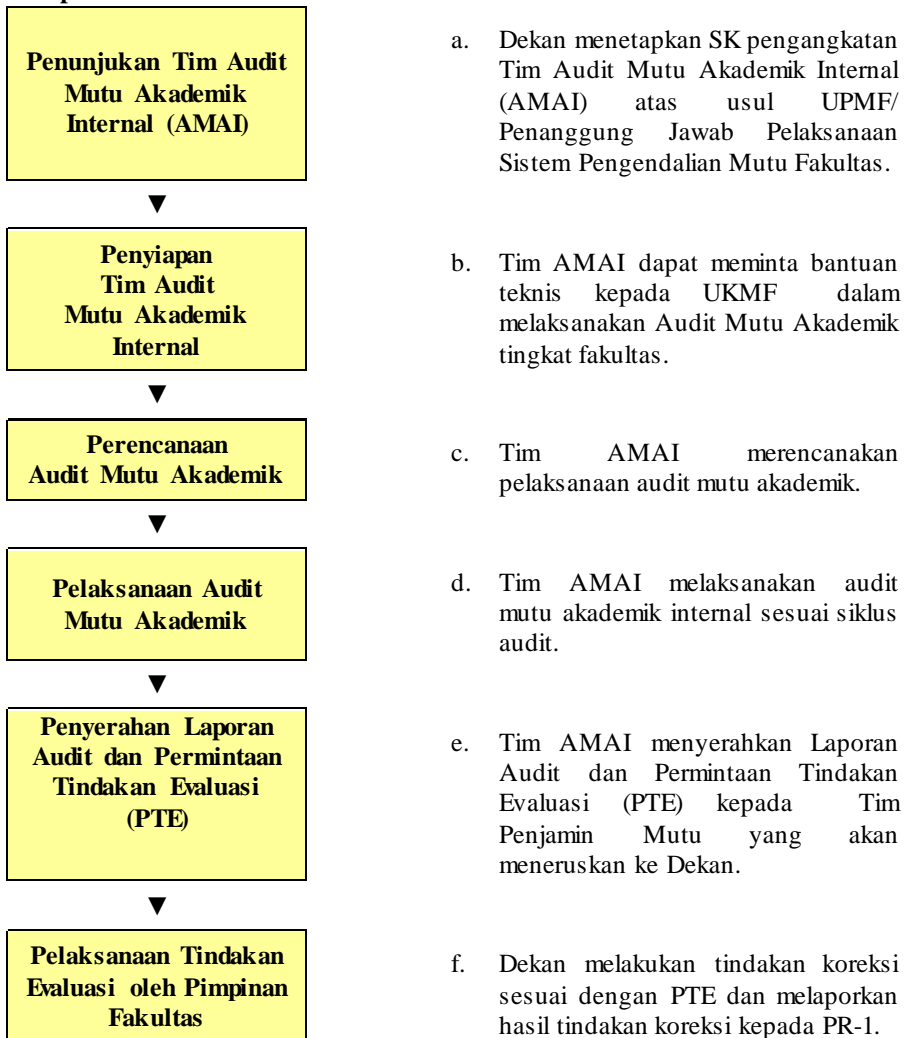 Penunjukan Tim Audit
Mutu Akademik
Internal (AMAI)
a. Dekan menetapkan SK pengangkatan
Tim Audit Mutu Akademik Internal
(AMAI) atas usul UPMF/
Penanggung Jawab Pelaksanaan
Sistem Pengendalian Mutu Fakultas.
▼
Penyiapan
Tim Audit
Mutu Akademik
Internal
b. Tim AMAI dapat meminta bantuan
teknis kepada UKMF dalam
melaksanakan Audit Mutu Akademik
tingkat fakultas.
▼
Perencanaan
Audit Mutu Akademik
c. Tim AMAI merencanakan
pelaksanaan audit mutu akademik.
▼
Pelaksanaan Audit
Mutu Akademik
d. Tim AMAI melaksanakan audit
mutu akademik internal sesuai siklus
audit.
▼
Penyerahan Laporan
Audit dan Permintaan
Tindakan Evaluasi
(PTE)
e. Tim AMAI menyerahkan Laporan
Audit dan Permintaan Tindakan
Evaluasi (PTE) kepada Tim
Penjamin Mutu yang akan
meneruskan ke Dekan.
▼
Pelaksanaan Tindakan
Evaluasi oleh Pimpinan
Fakultas
f. Dekan melakukan tindakan koreksi
sesuai dengan PTE dan melaporkan
hasil tindakan koreksi kepada PR-1.